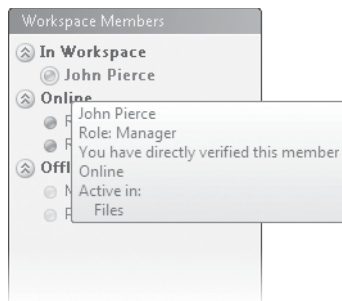 Workspace Members
In Workspace
John Pierce
Online
John Pierce
Role: Manager
You have directly verified this member
Online
Active in:
Files